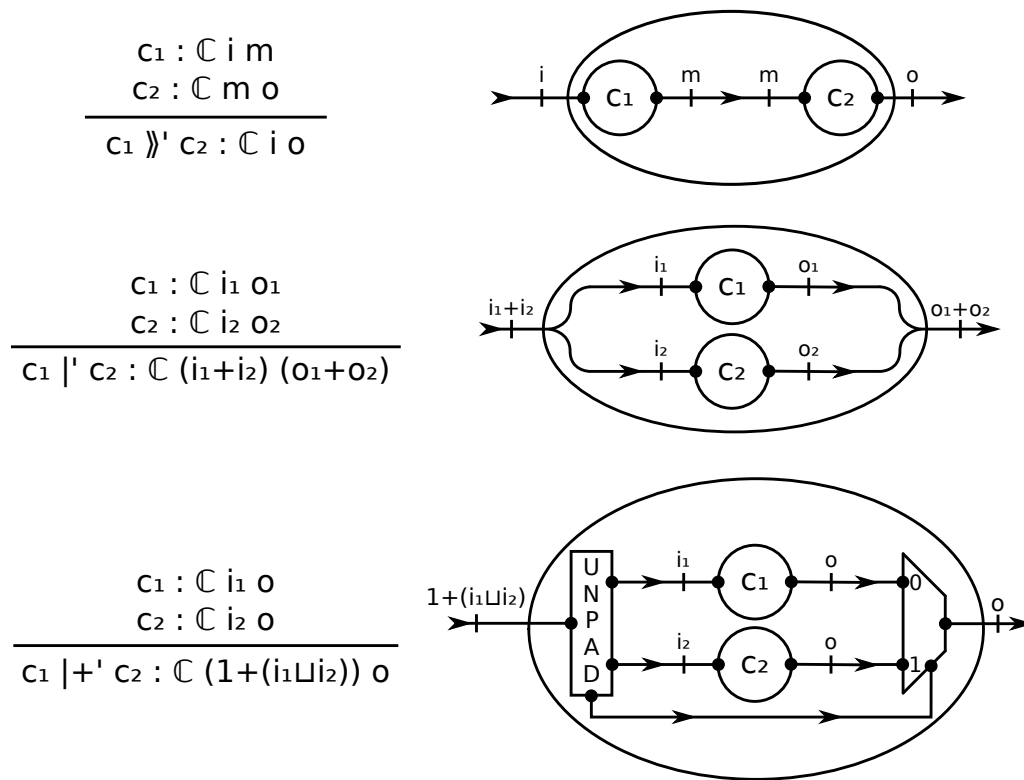 c₁ : ℂ i m
c₂ : ℂ m o
c₁ ⟫' c₂ : ℂ i o
i
c₁
m
m
c₂
o
c₁ : ℂ i₁ o₁
c₂ : ℂ i₂ o₂
c₁ |' c₂ : ℂ (i₁+i₂) (o₁+o₂)
i₁+i₂
i₁
c₁
o₁
i₂
c₂
o₂
o₁+o₂
c₁ : ℂ i₁ o
c₂ : ℂ i₂ o
c₁ |+' c₂ : ℂ (1+(i₁⊔i₂)) o
1+(i₁⊔i₂)
UNPAD
i₁
c₁
o
0
i₂
c₂
o
1
o